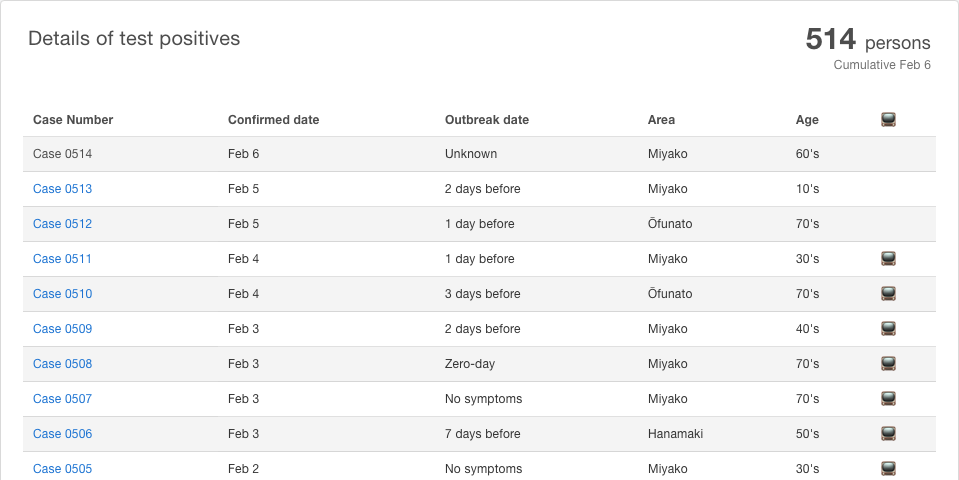 Details of test positives
514 persons
Cumulative Feb 6
Case Number Confirmed date Outbreak date Area Age
Case 0514 Feb 6 Unknown Miyako 60's
Case 0513 Feb 5 2 days before Miyako 10's
Case 0512 Feb 5 1 day before Ōfunato 70's
Case 0511 Feb 4 1 day before Miyako 30's
Case 0510 Feb 4 3 days before Ōfunato 70's
Case 0509 Feb 3 2 days before Miyako 40's
Case 0508 Feb 3 Zero-day Miyako 70's
Case 0507 Feb 3 No symptoms Miyako 70's
Case 0506 Feb 3 7 days before Hanamaki 50's
Case 0505 Feb 2 No symptoms Miyako 30's